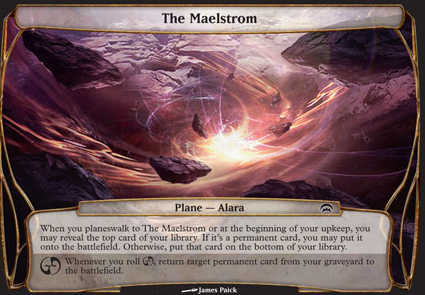 The Maelstrom
Plane — Alara
When you planeswalk to The Maelstrom or at the beginning of your upkeep, you
may reveal the top card of your library. If it's a permanent card, you may put it
onto the battlefield. Otherwise, put that card on the bottom of your library.
Whenever you roll , return target permanent card from your graveyard to
the battlefield.
James Paick